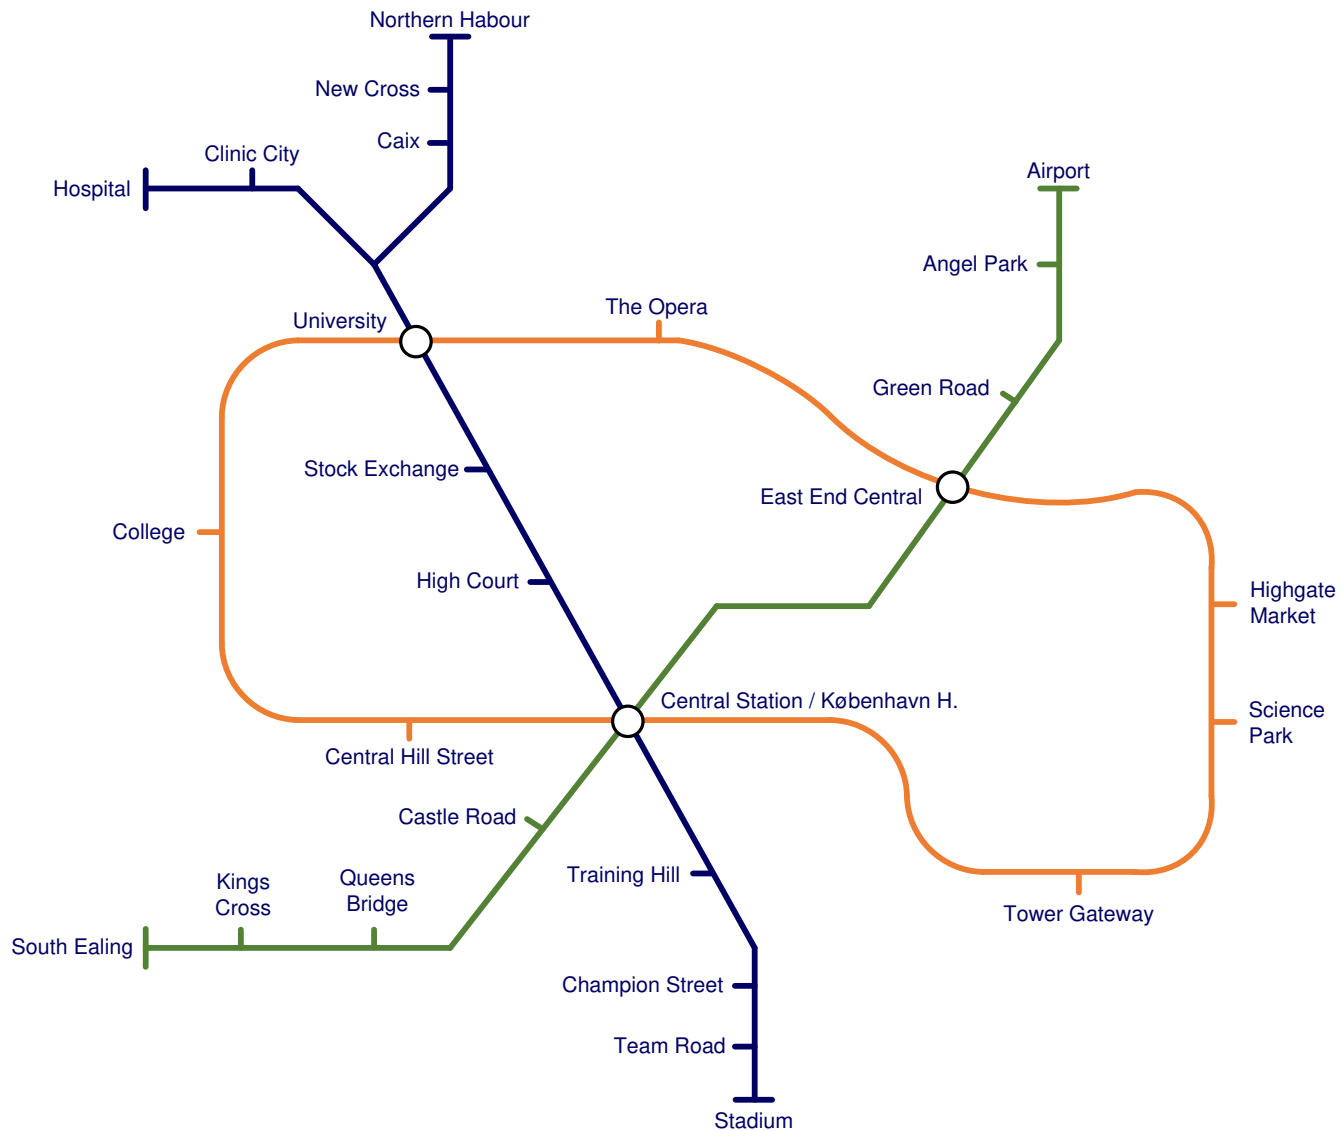 Northern Habour
New Cross
Caix
Clinic City
Hospital
Airport
Angel Park
The Opera
University
Green Road
Stock Exchange
East End Central
College
High Court
Highgate
Market
Central Station / København H.
Science
Park
Central Hill Street
Castle Road
Training Hill
Kings
Cross
Queens
Bridge
Tower Gateway
South Ealing
Champion Street
Team Road
Stadium